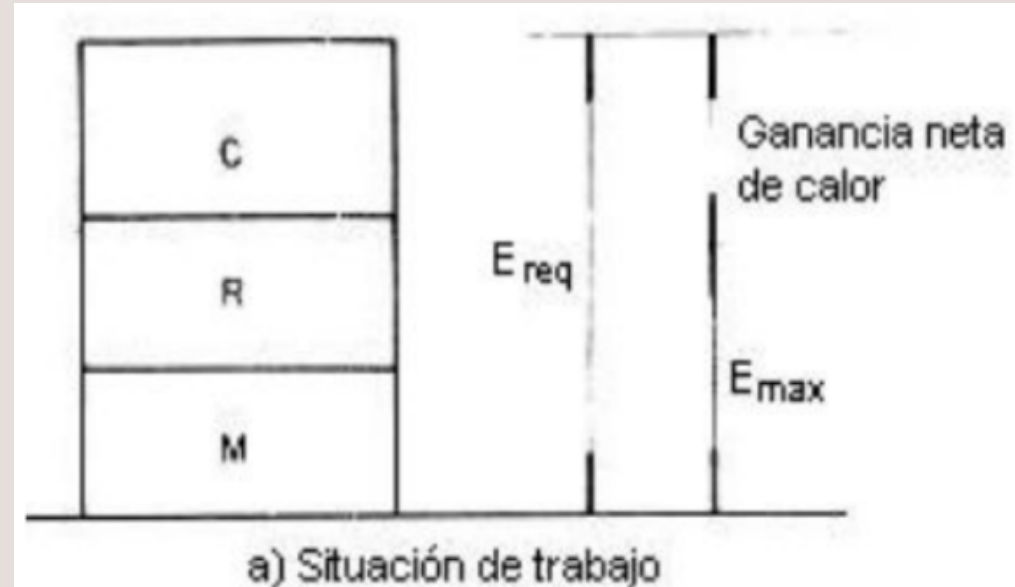 C
R
M
E req
Ganancia neta
de calor
E max
a) Situación de trabajo